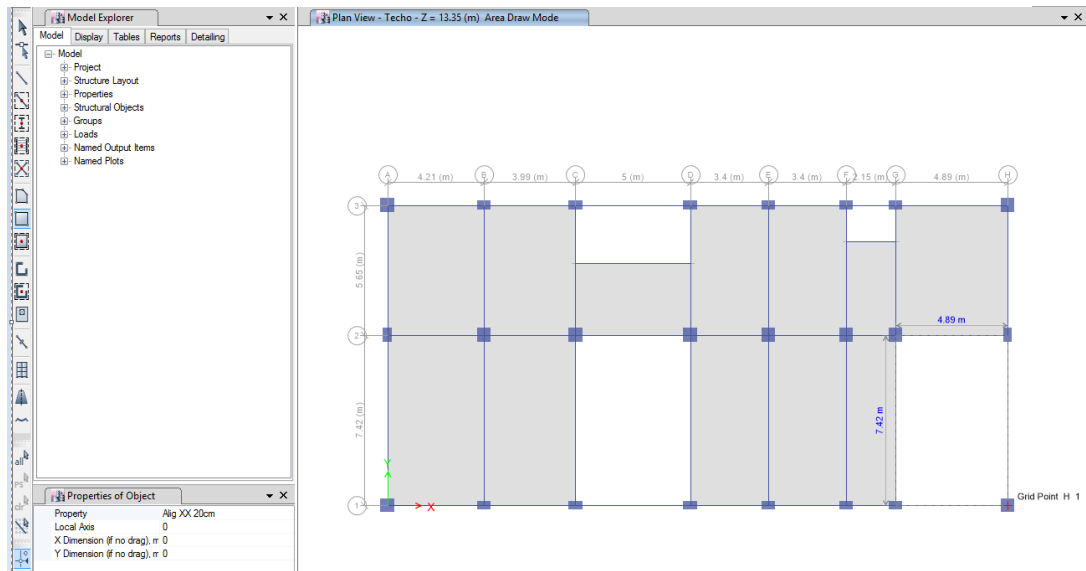 Model Explorer
Model Display Tables Reports Detailing
Model
Project
Structure Layout
Properties
Structural Objects
Groups
Loads
Named Output Items
Named Plots
all
ps
clr
Properties of Object
Property Alig XX 20cm
Local Axis 0
X Dimension (if no drag), m 0
Y Dimension (if no drag), m 0
Plan View - Techo - Z = 13.35 (m) Area Draw Mode
A B C D E F G H
4.21 (m) 3.99 (m) 5 (m) 3.4 (m) 3.4 (m) 2.15 (m) 4.89 (m)
3
5.65 (m)
4.89 m
2
7.42 (m)
7.42 m
Y
Grid Point H 1
1
X